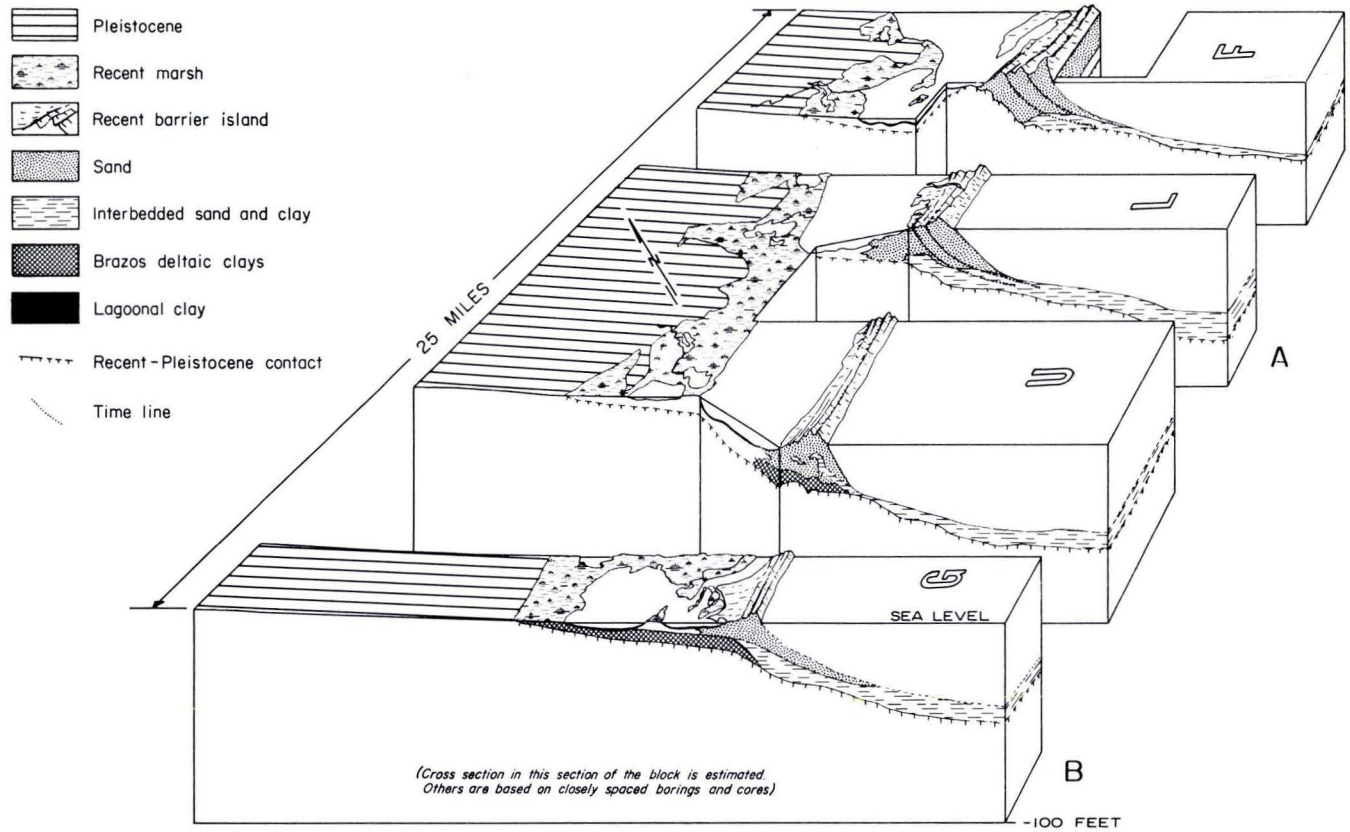 Pleistocene
Recent marsh
Recent barrier island
Sand
Interbedded sand and clay
Brazos deltaic clays
Lagoonal clay
Recent-Pleistocene contact
Time line
25 MILES
N
F
L
A
U
G
SEA LEVEL
B
(Cross section in this section of the block is estimated.
Others are based on closely spaced borings and cores)
-100 FEET